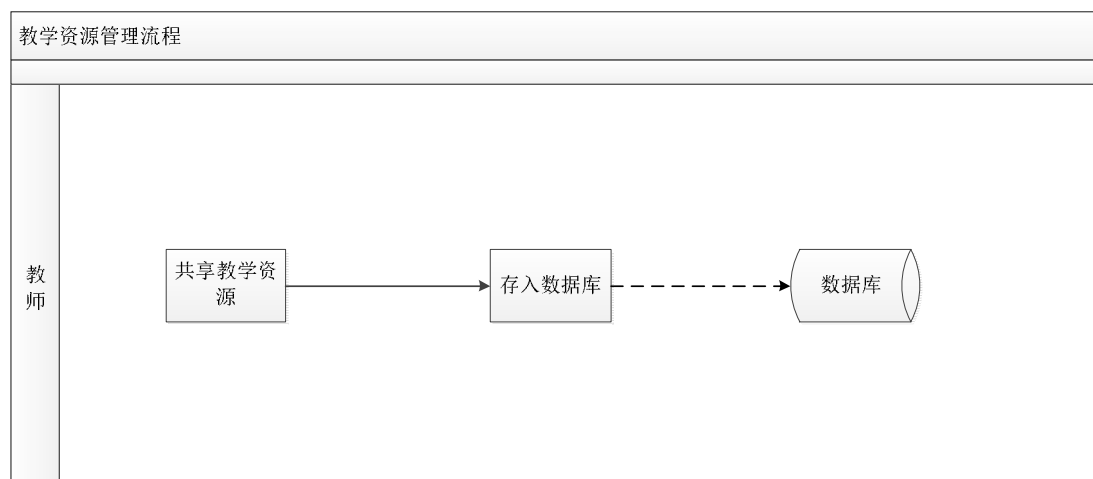 教学资源管理流程
教
师
共享教学资
源
存入数据库
数据库